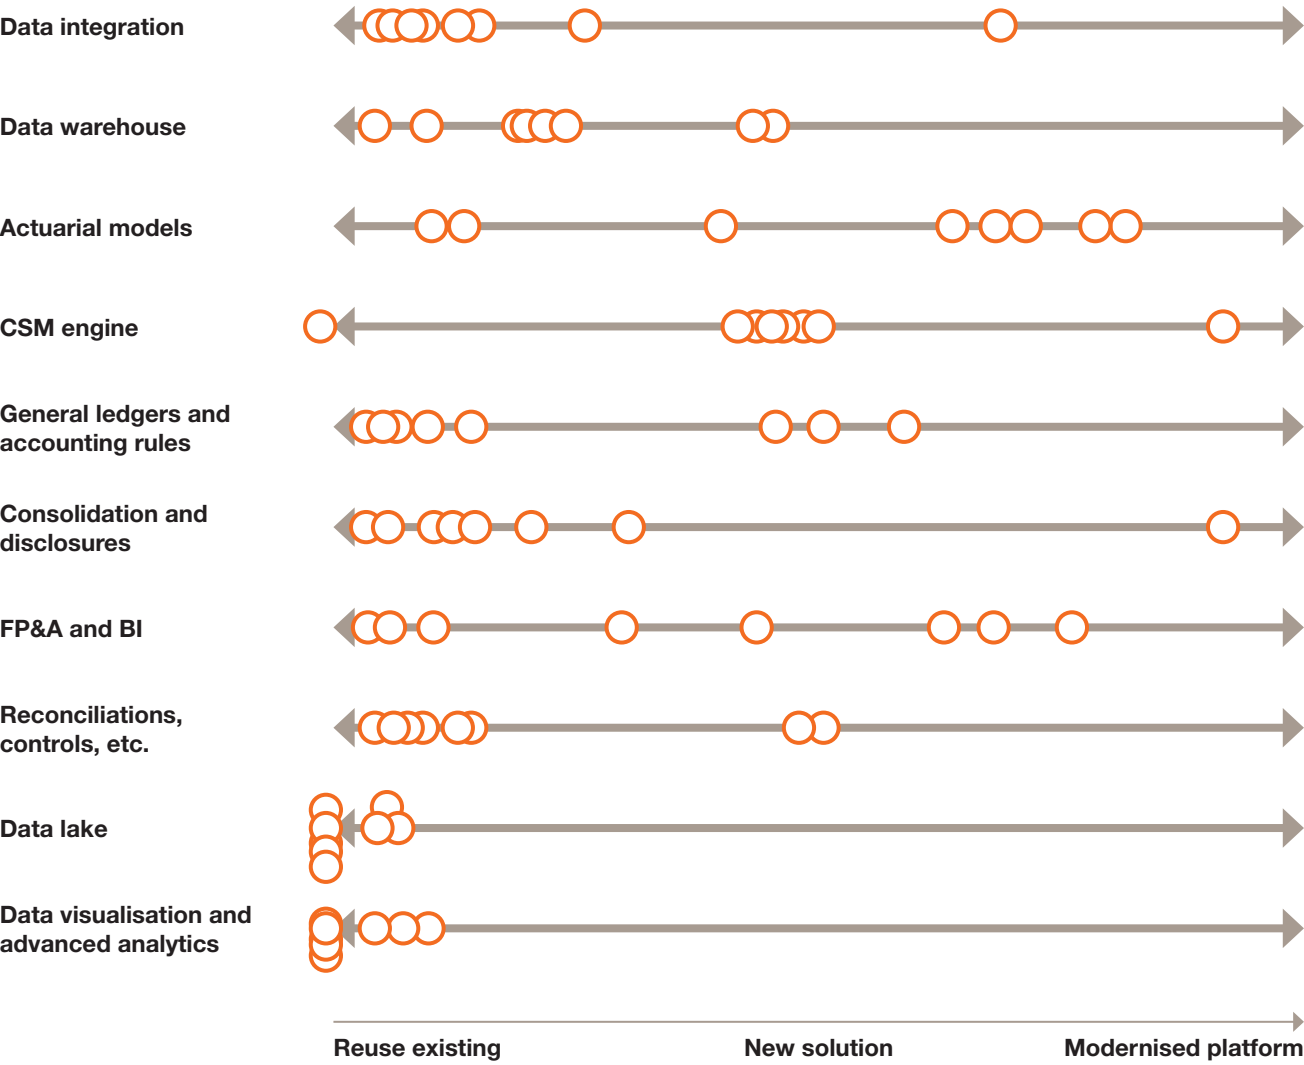 Data integration
Data warehouse
Actuarial models
CSM engine
General ledgers and
accounting rules
Consolidation and
disclosures
FP&A and BI
Reconciliations,
controls, etc.
Data lake
Data visualisation and
advanced analytics
Reuse existing
New solution
Modernised platform